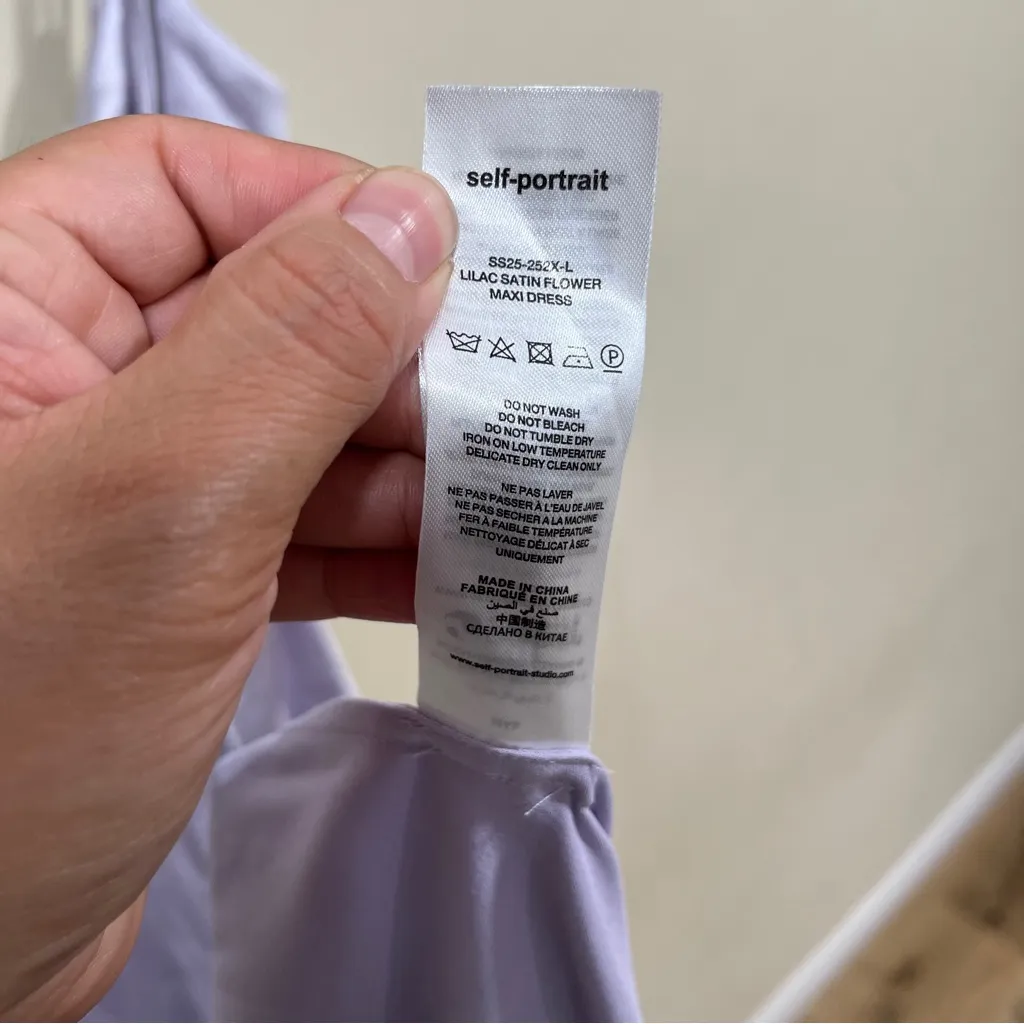 self-portrait
SS25-252X-L
LILAC SATIN FLOWER
MAXI DRESS
P
DO NOT WASH
DO NOT BLEACH
DO NOT TUMBLE DRY
IRON ON LOW TEMPERATURE
DELICATE DRY CLEAN ONLY
NE PAS LAVER
NE PAS PASSER À L'EAU DE JAVEL
NE PAS SECHER A LA MACHINE
FER À FAIBLE TEMPÉRATURE
NETTOYAGE DÉLICAT À SEC
UNIQUEMENT
MADE IN CHINA
FABRIQUÉ EN CHINE
صنع في الصين
中国制造
СДЕЛАНО В КИТАЕ
www.self-portrait-studio.com